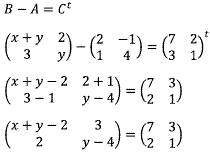 B − A = Cᵗ
(x + y 2 / 3 y) − (2 −1 / 1 4) = (7 2 / 3 1)ᵗ
(x + y − 2 2 + 1 / 3 − 1 y − 4) = (7 3 / 2 1)
(x + y − 2 3 / 2 y − 4) = (7 3 / 2 1)